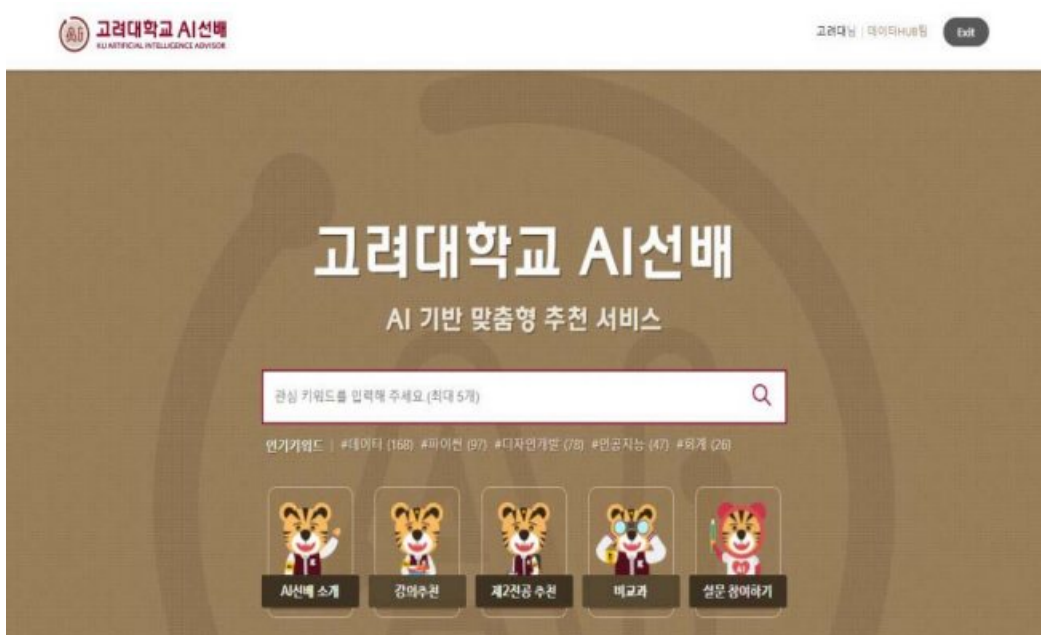 고려대학교 AI선배
KU ARTIFICIAL INTELLIGENCE ADVISOR
고려대님 | 데이터HUB팀
Exit
고려대학교 AI선배
AI 기반 맞춤형 추천 서비스
관심 키워드를 입력해 주세요.(최대 5개)
인기키워드 | #데이터 (168) #파이썬 (97) #디자인개발 (78) #인공지능 (47) #회계 (26)
AI선배 소개
강의추천
제2전공 추천
비교과
설문 참여하기